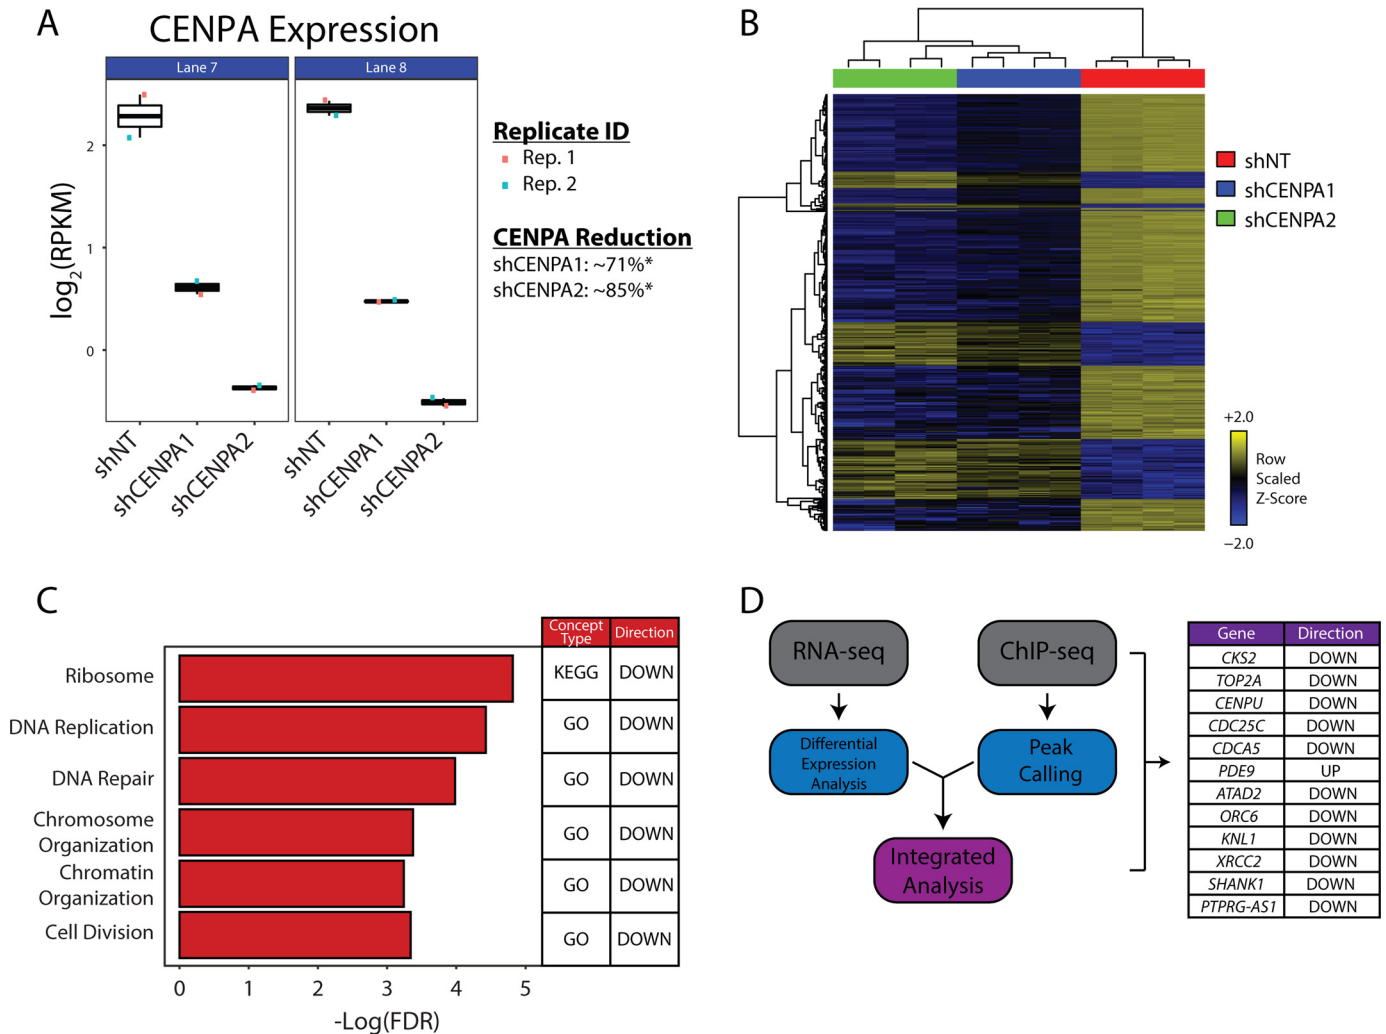 A
CENPA Expression
Lane 7
Lane 8
log2(RPKM)
2
1
0
shNT
shCENPA1
shCENPA2
shNT
shCENPA1
shCENPA2
Replicate ID
Rep. 1
Rep. 2
CENPA Reduction
shCENPA1: ~71%*
shCENPA2: ~85%*
B
shNT
shCENPA1
shCENPA2
+2.0
Row
Scaled
Z-Score
−2.0
C
Concept Type Direction
Ribosome KEGG DOWN
DNA Replication GO DOWN
DNA Repair GO DOWN
Chromosome
Organization GO DOWN
Chromatin
Organization GO DOWN
Cell Division GO DOWN
0 1 2 3 4 5
-Log(FDR)
D
RNA-seq
ChIP-seq
Differential
Expression
Analysis
Peak
Calling
Integrated
Analysis
Gene Direction
CKS2 DOWN
TOP2A DOWN
CENPU DOWN
CDC25C DOWN
CDCA5 DOWN
PDE9 UP
ATAD2 DOWN
ORC6 DOWN
KNL1 DOWN
XRCC2 DOWN
SHANK1 DOWN
PTPRG-AS1 DOWN